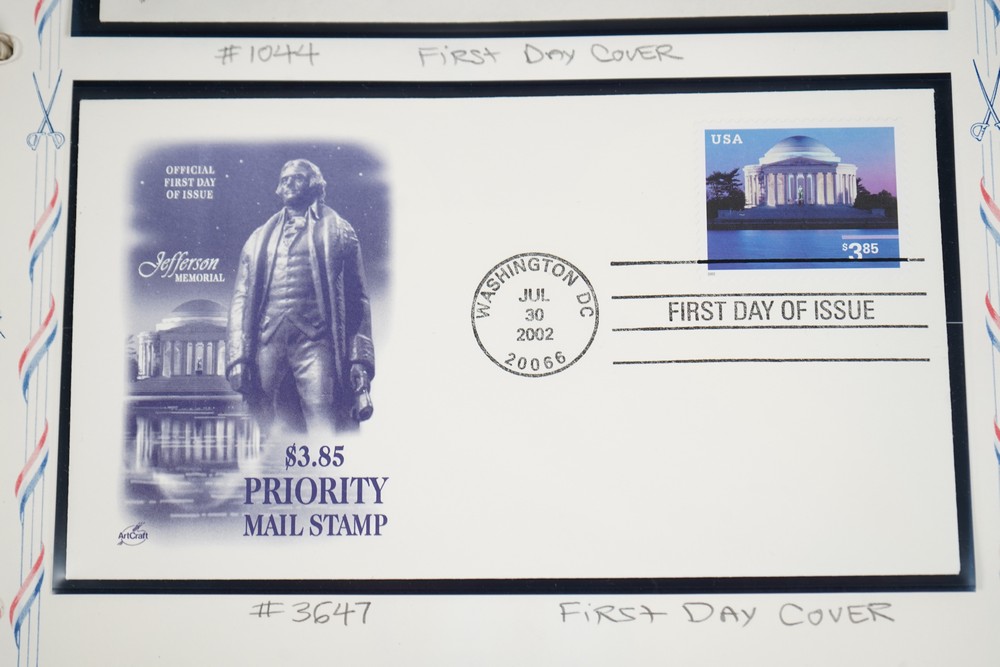 #1044 First Day Cover
OFFICIAL
FIRST DAY
OF ISSUE
Jefferson
MEMORIAL
$3.85
PRIORITY
MAIL STAMP
ArtCraft
WASHINGTON DC
JUL
30
2002
20066
USA
$3.85
FIRST DAY OF ISSUE
#3647 First Day Cover